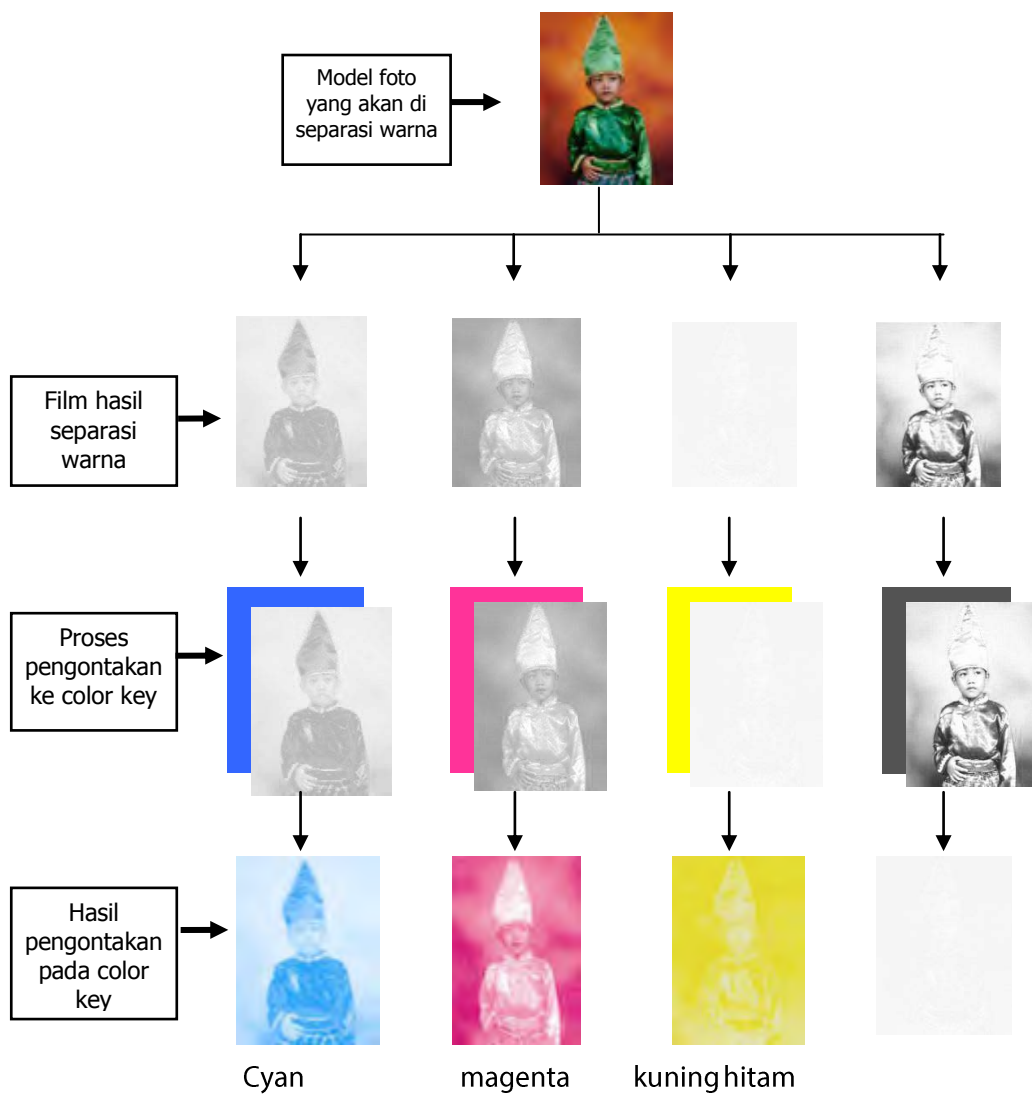 Model foto
yang akan di
separasi warna
Film hasil
separasi
warna
Proses
pengontakan
ke color key
Hasil
pengontakan
pada color
key
Cyan magenta kuning hitam